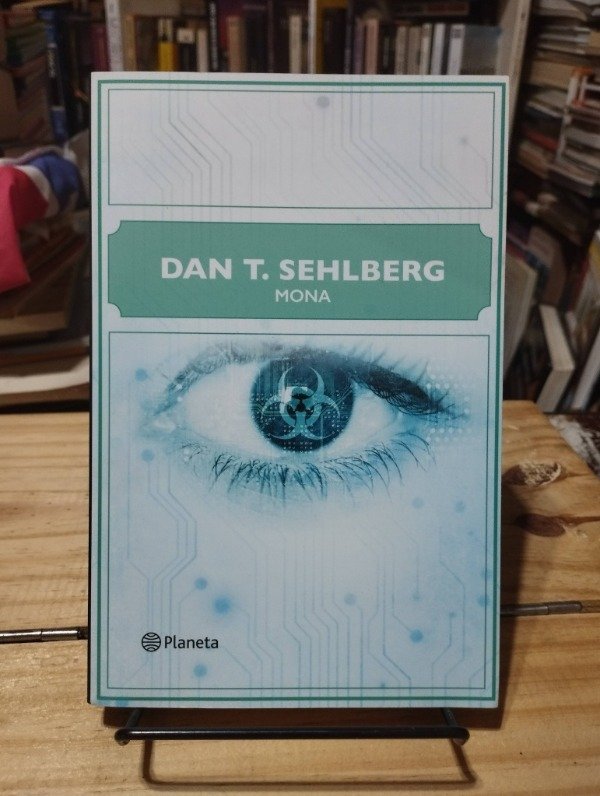 DAN T. SEHLBERG
MONA
Planeta